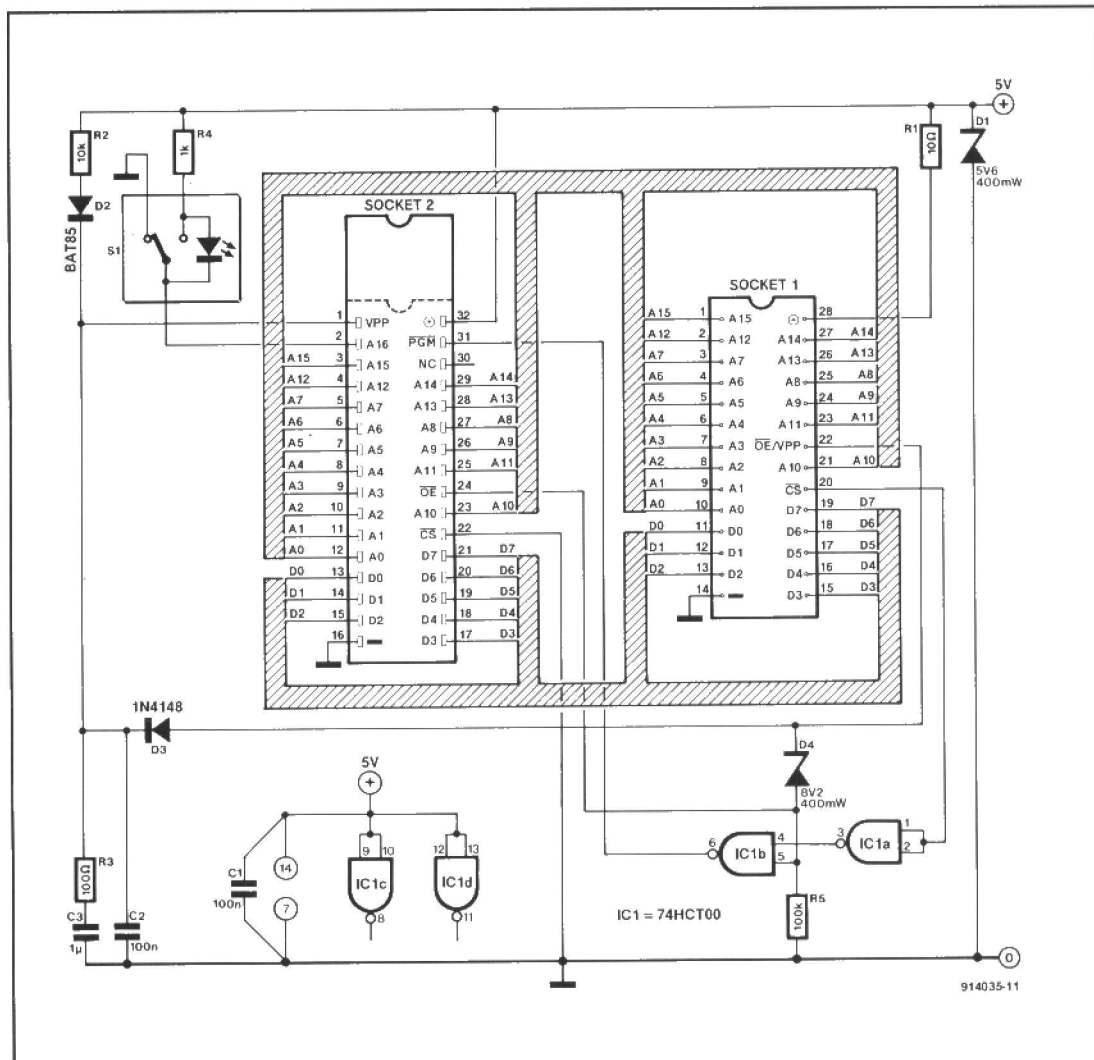 5V
+
R2
10k
R4
1k
D2
BAT85
S1
R1
10Ω
D1
5V6
400mW
SOCKET 2
1 VPP
2 A16
A15 3 A15
A12 4 A12
A7 5 A7
A6 6 A6
A5 7 A5
A4 8 A4
A3 9 A3
A2 10 A2
A1 11 A1
A0 12 A0
D0 13 D0
D1 14 D1
D2 15 D2
16
+ 32
PGM 31
NC 30
A14 29 A14
A13 28 A13
A8 27 A8
A9 26 A9
A11 25 A11
OE 24
A10 23 A10
CS 22
D7 21 D7
D6 20 D6
D5 19 D5
D4 18 D4
D3 17 D3
SOCKET 1
A15 1 A15
A12 2 A12
A7 3 A7
A6 4 A6
A5 5 A5
A4 6 A4
A3 7 A3
A2 8 A2
A1 9 A1
A0 10 A0
D0 11 D0
D1 12 D1
D2 13 D2
14
+ 28
A14 27 A14
A13 26 A13
A8 25 A8
A9 24 A9
A11 23 A11
OE/VPP 22
A10 21 A10
CS 20
D7 19 D7
D6 18 D6
D5 17 D5
D4 16 D4
D3 15 D3
1N4148
D3
D4
8V2
400mW
5V
+
R3
100Ω
C3
1µ
C2
100n
C1
100n
14
7
9 10
IC1c
8
12 13
IC1d
11
6
IC1b
4
5
3
IC1a
1
2
R5
100k
IC1 = 74HCT00
0
914035-11